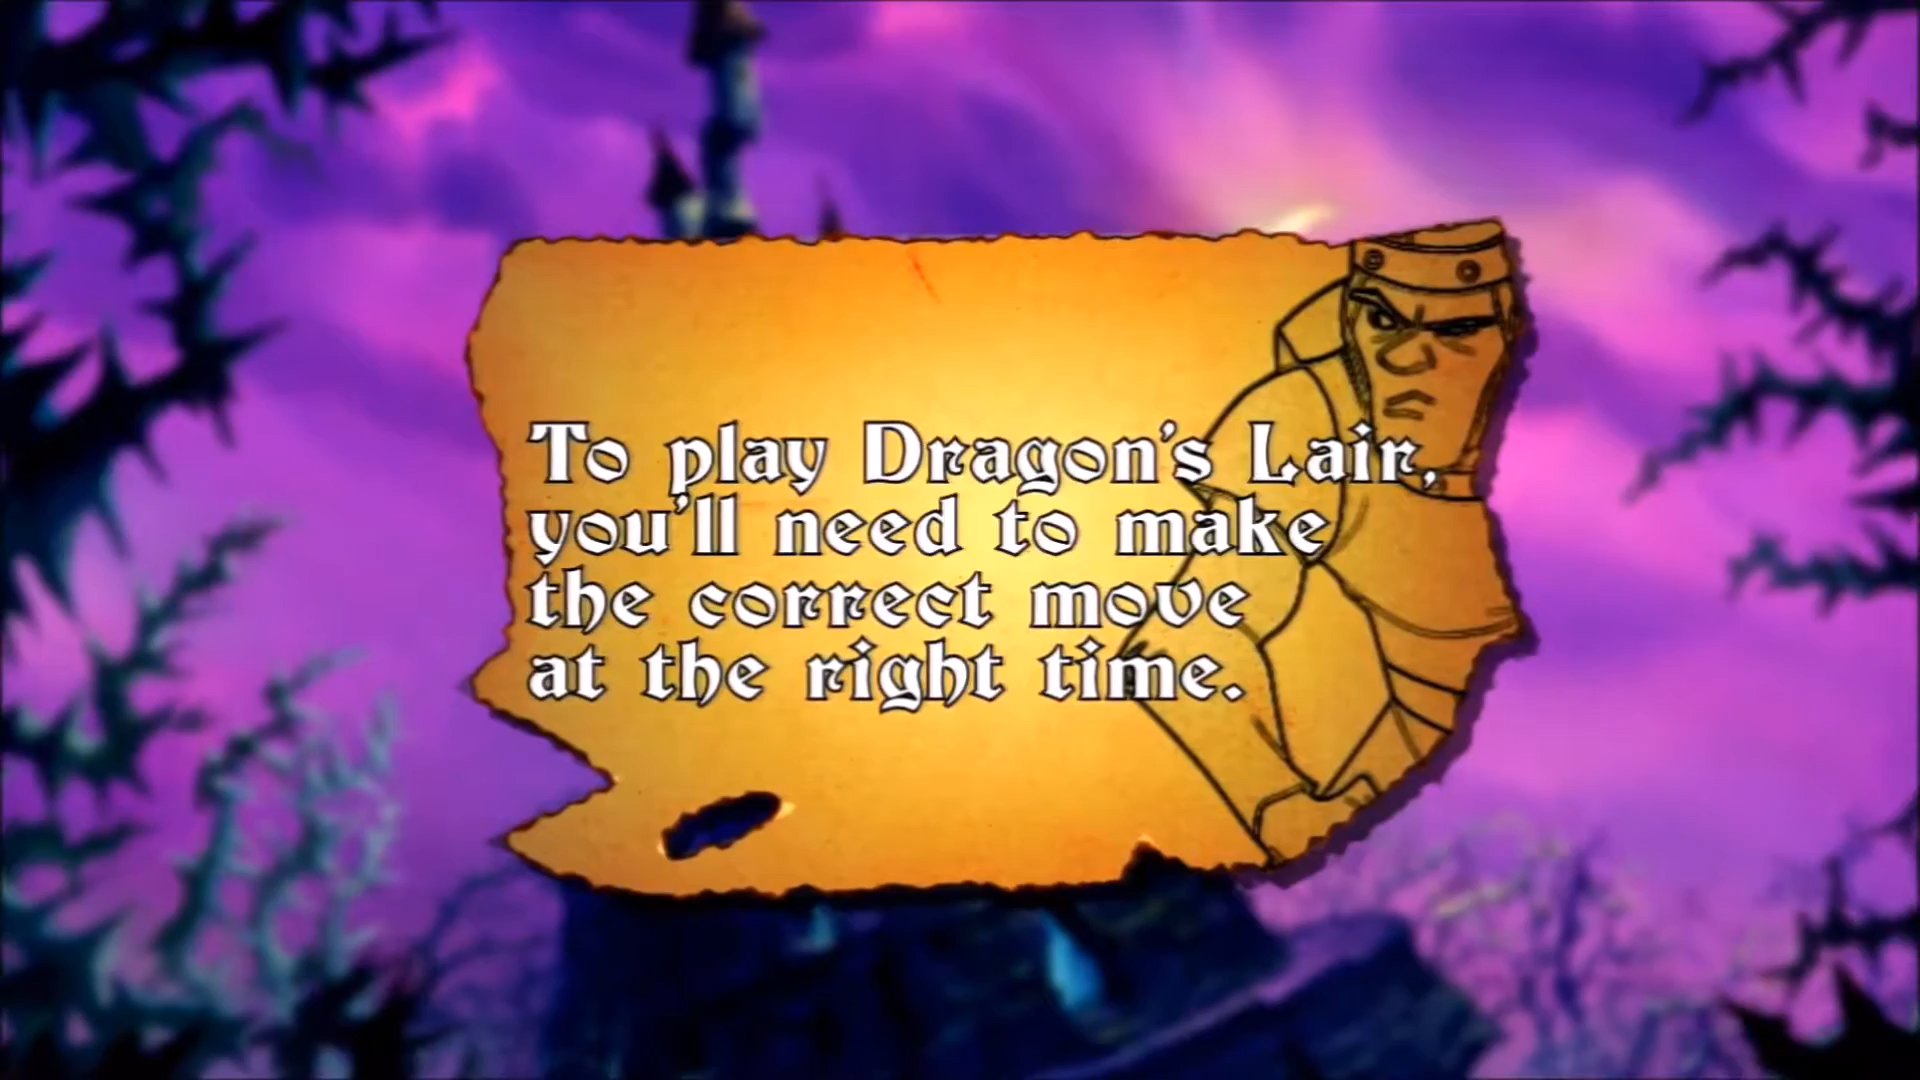 To play Dragon's Lair,
you'll need to make
the correct move
at the right time.